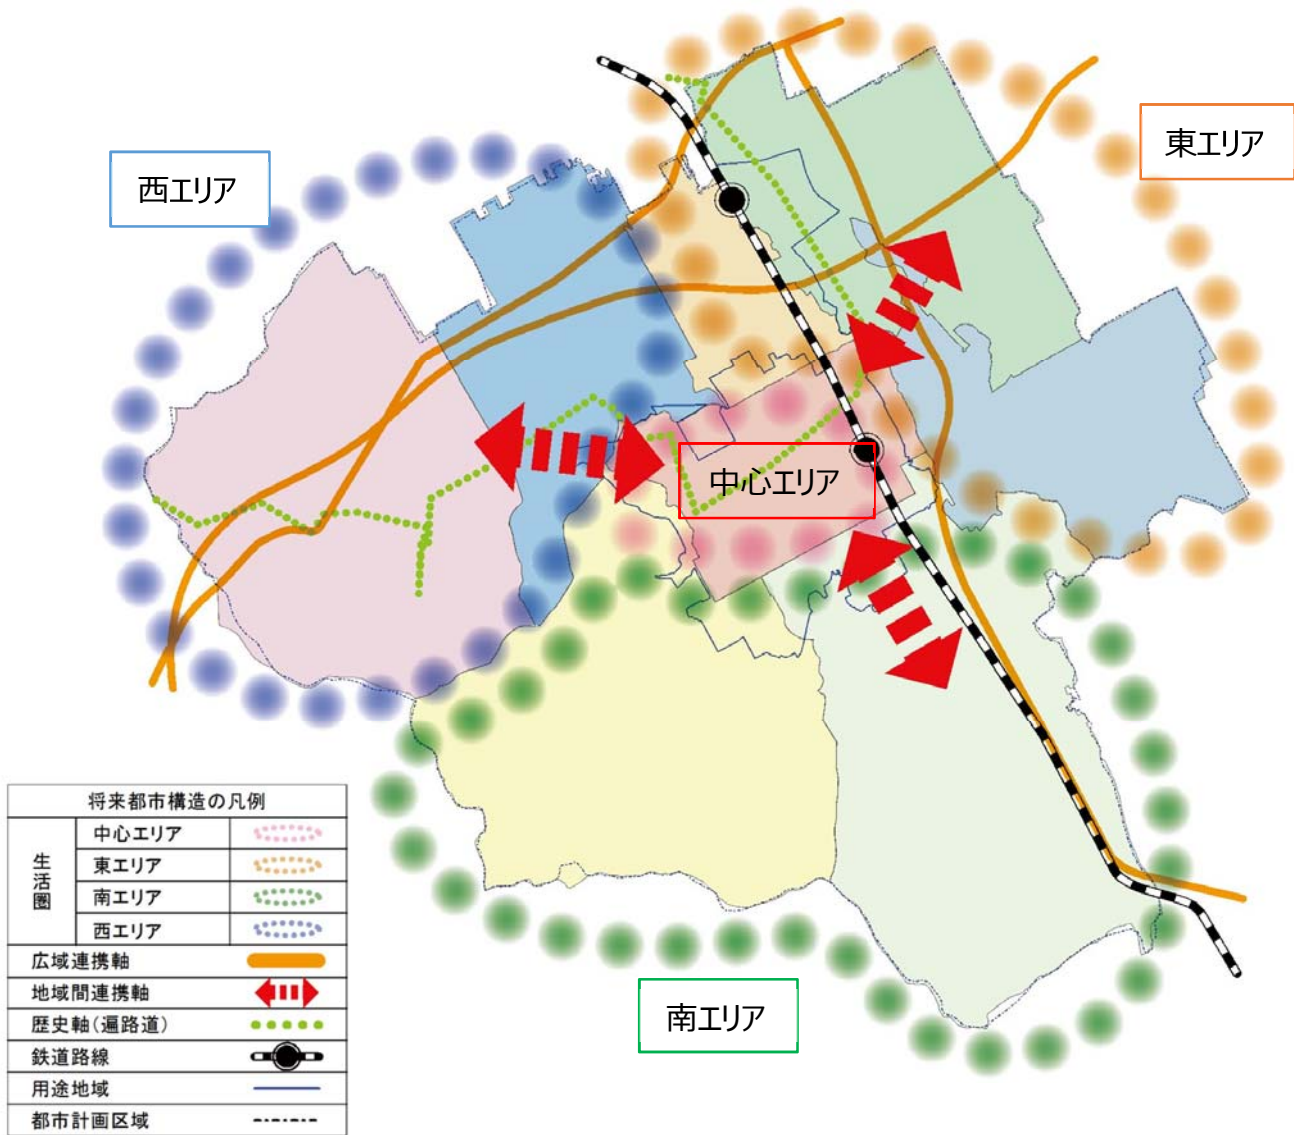 東エリア
西エリア
中心エリア
南エリア
将来都市構造の凡例
生活圏
中心エリア
東エリア
南エリア
西エリア
広域連携軸
地域間連携軸
歴史軸(遍路道)
鉄道路線
用途地域
都市計画区域